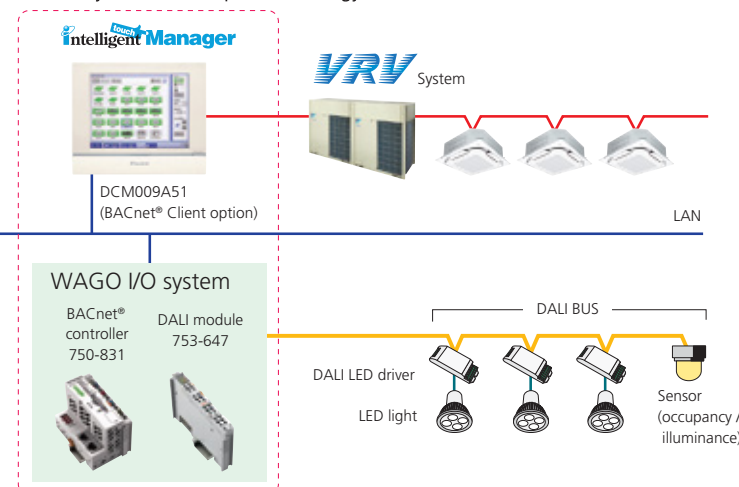 touch
intelligent Manager
VRV System
DCM009A51
(BACnet® Client option)
LAN
WAGO I/O system
BACnet®
controller
750-831
DALI module
753-647
DALI BUS
DALI LED driver
LED light
Sensor
(occupancy /
illuminance)